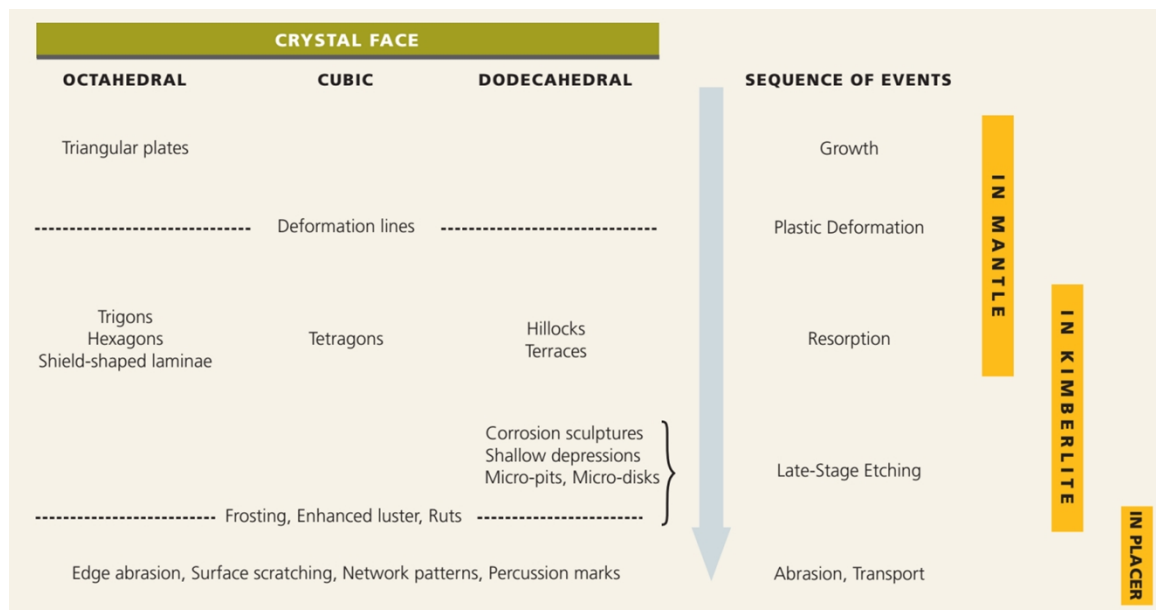 CRYSTAL FACE
OCTAHEDRAL CUBIC DODECAHEDRAL SEQUENCE OF EVENTS
Triangular plates Growth
Deformation lines Plastic Deformation
Trigons
Hexagons
Shield-shaped laminae
Tetragons
Hillocks
Terraces
Resorption
Corrosion sculptures
Shallow depressions
Micro-pits, Micro-disks
Late-Stage Etching
Frosting, Enhanced luster, Ruts
Edge abrasion, Surface scratching, Network patterns, Percussion marks Abrasion, Transport
IN MANTLE
IN KIMBERLITE
IN PLACER